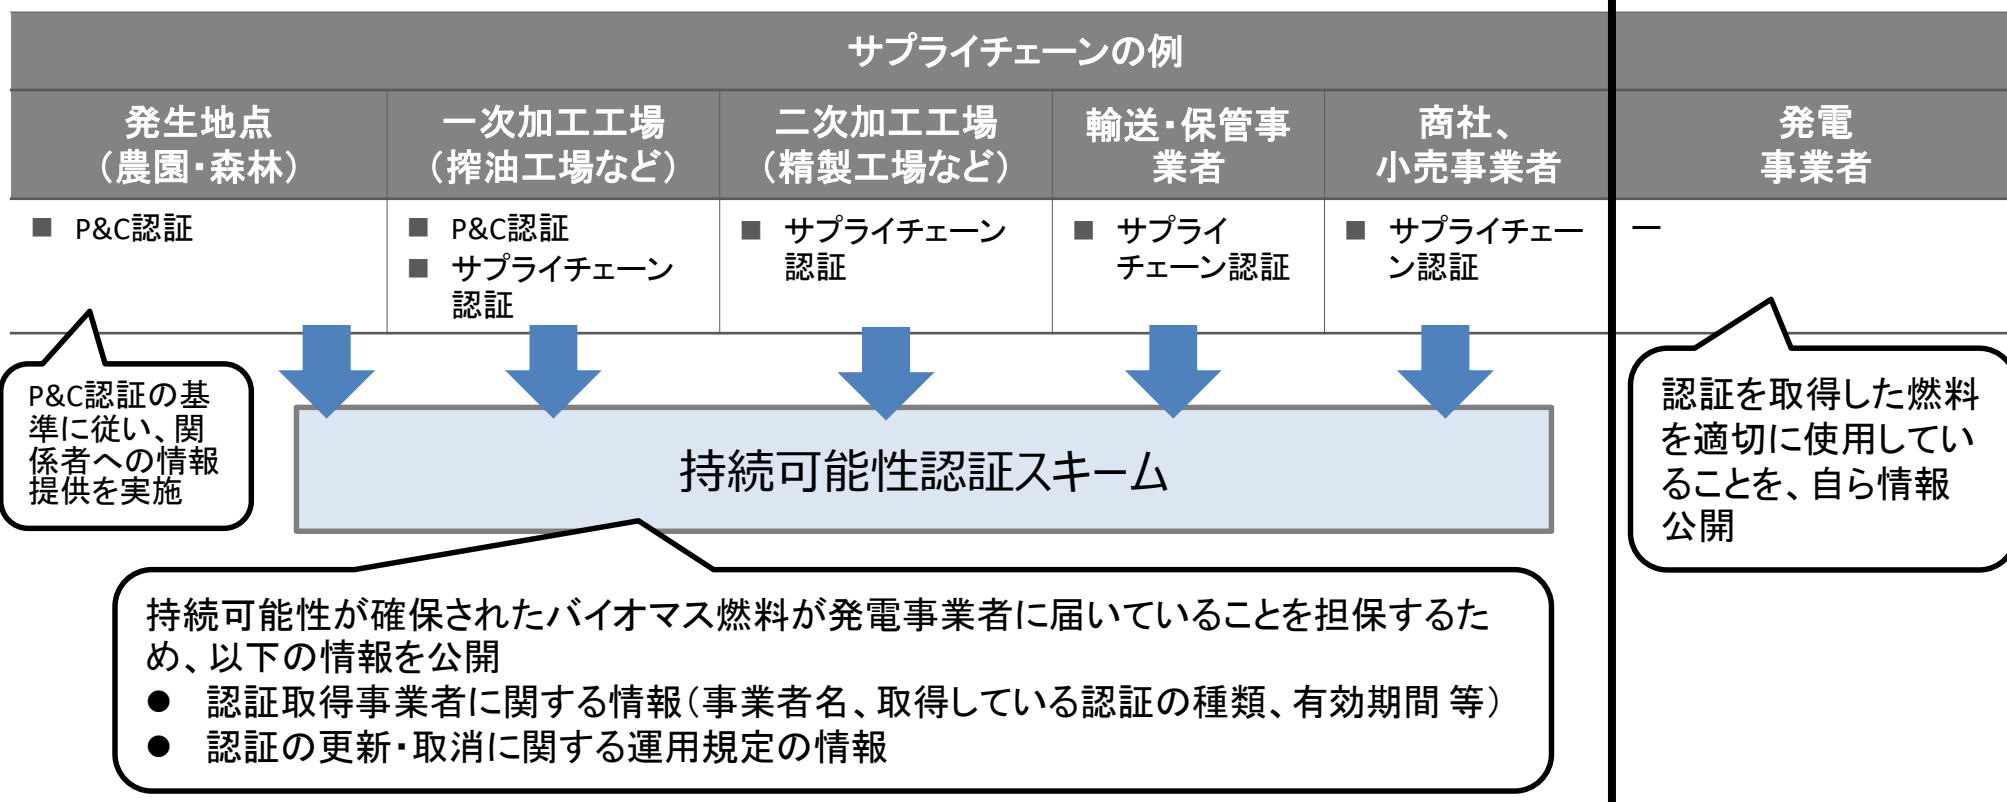 サプライチェーンの例
発生地点
（農園・森林）
一次加工工場
（搾油工場など）
二次加工工場
（精製工場など）
輸送・保管事
業者
商社、
小売事業者
発電
事業者
■ P&C認証
■ P&C認証
■ サプライチェーン
認証
■ サプライチェーン
認証
■ サプライ
チェーン認証
■ サプライチェー
ン認証
―
P&C認証の基
準に従い、関
係者への情報
提供を実施
持続可能性認証スキーム
認証を取得した燃料
を適切に使用してい
ることを、自ら情報
公開
持続可能性が確保されたバイオマス燃料が発電事業者に届いていることを担保するた
め、以下の情報を公開
● 認証取得事業者に関する情報（事業者名、取得している認証の種類、有効期間 等）
● 認証の更新・取消に関する運用規定の情報